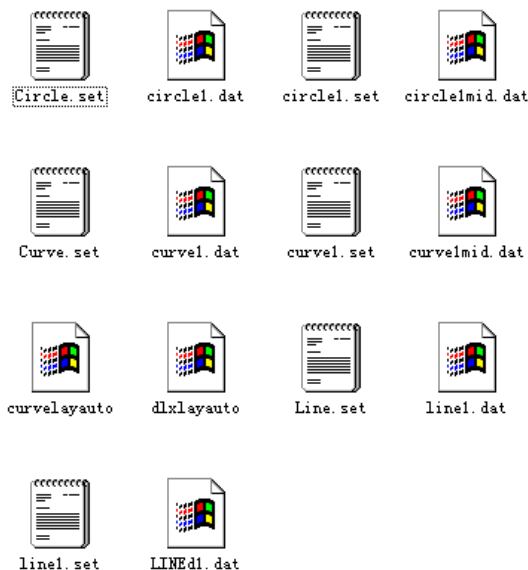 Circle.set circle1.dat circle1.set circle1mid.dat
Curve.set curve1.dat curve1.set curve1mid.dat
curvelayauto dlxlayauto Line.set line1.dat
line1.set LINEd1.dat